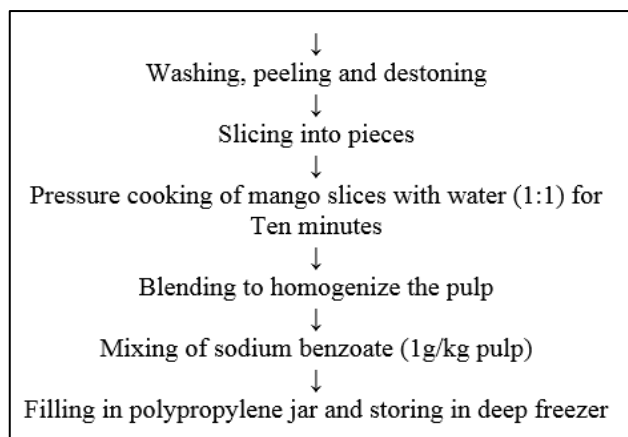 ↓
Washing, peeling and destoning
↓
Slicing into pieces
↓
Pressure cooking of mango slices with water (1:1) for
Ten minutes
↓
Blending to homogenize the pulp
↓
Mixing of sodium benzoate (1g/kg pulp)
↓
Filling in polypropylene jar and storing in deep freezer